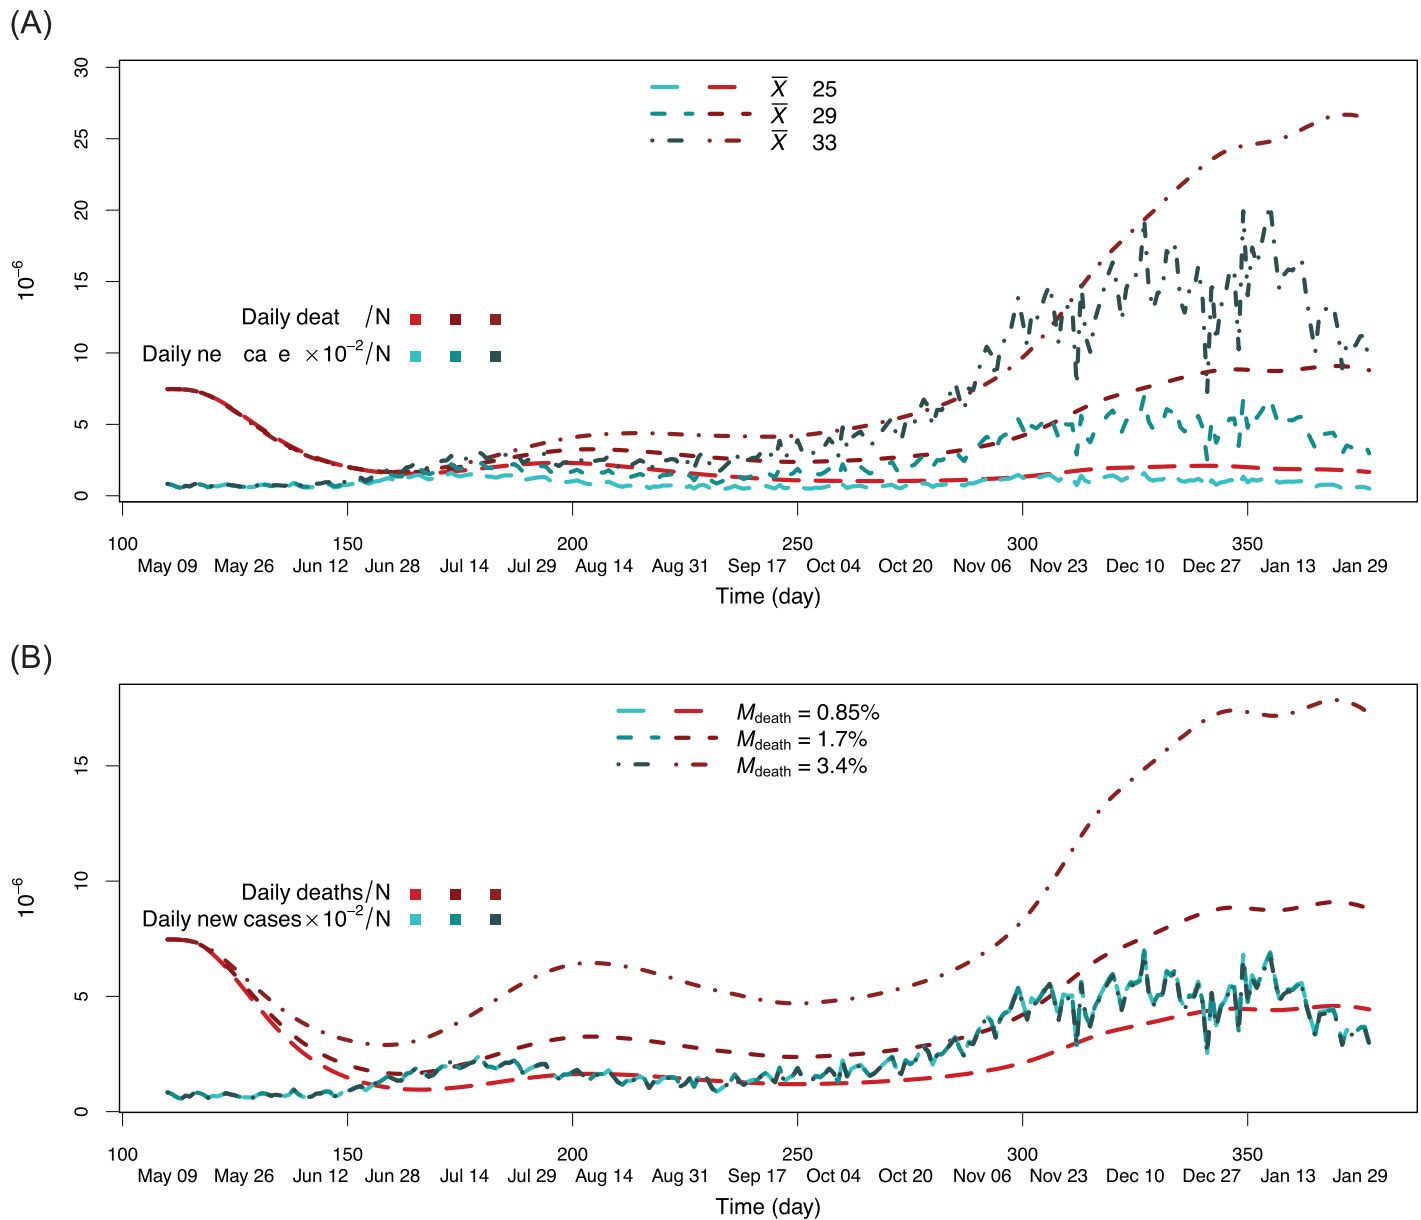 (A)
30
25
20
15
10
5
0
10⁻⁶
X̅ 25
X̅ 29
X̅ 33
Daily deat /N
Daily ne ca e ×10⁻²/N
100 150 200 250 300 350
May 09 May 26 Jun 12 Jun 28 Jul 14 Jul 29 Aug 14 Aug 31 Sep 17 Oct 04 Oct 20 Nov 06 Nov 23 Dec 10 Dec 27 Jan 13 Jan 29
Time (day)
(B)
15
10
5
0
10⁻⁶
M_death = 0.85%
M_death = 1.7%
M_death = 3.4%
Daily deaths/N
Daily new cases×10⁻²/N
100 150 200 250 300 350
May 09 May 26 Jun 12 Jun 28 Jul 14 Jul 29 Aug 14 Aug 31 Sep 17 Oct 04 Oct 20 Nov 06 Nov 23 Dec 10 Dec 27 Jan 13 Jan 29
Time (day)